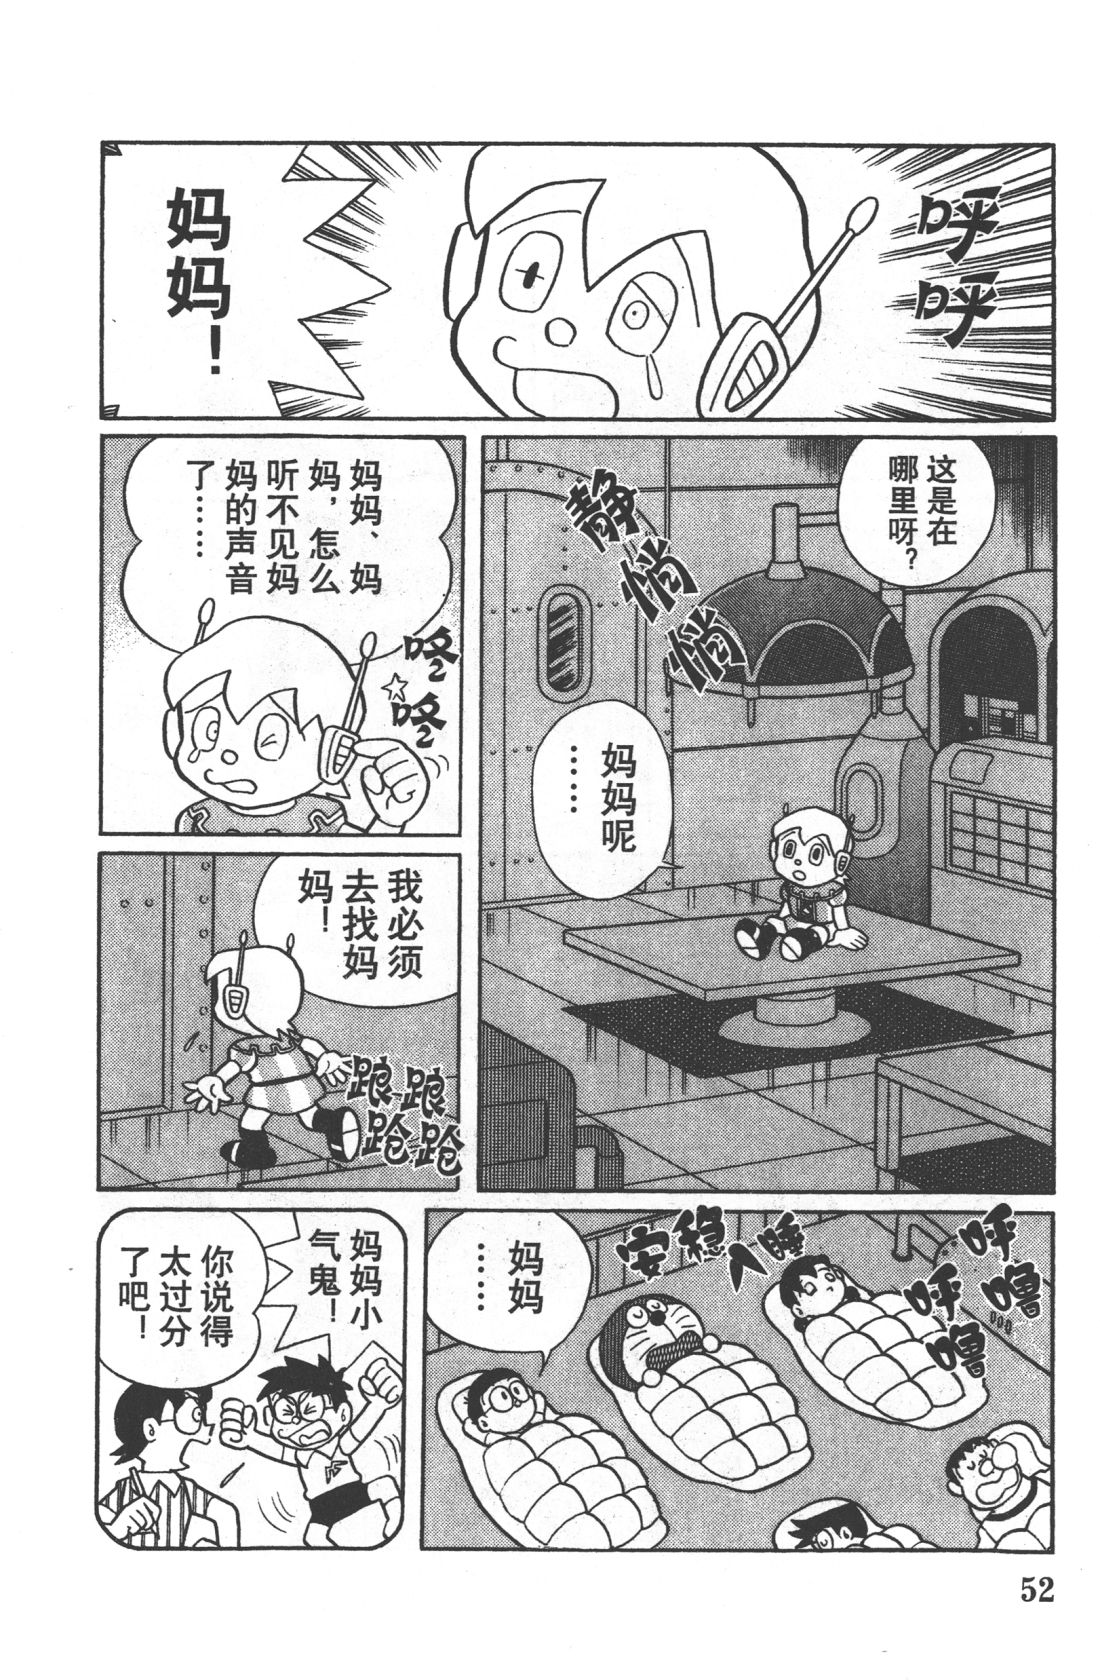 呼
呼
妈
妈！
这是在
哪里呀？
静
悄
悄
妈妈呢
……
妈妈、妈
妈，怎么
听不见妈
妈的声音
了……
咚
咚
我必须
去找妈
妈！
踉踉
跄跄
呼噜
呼噜
安稳入睡
妈妈
……
妈妈小
气鬼！
你说得
太过分
了吧！
52